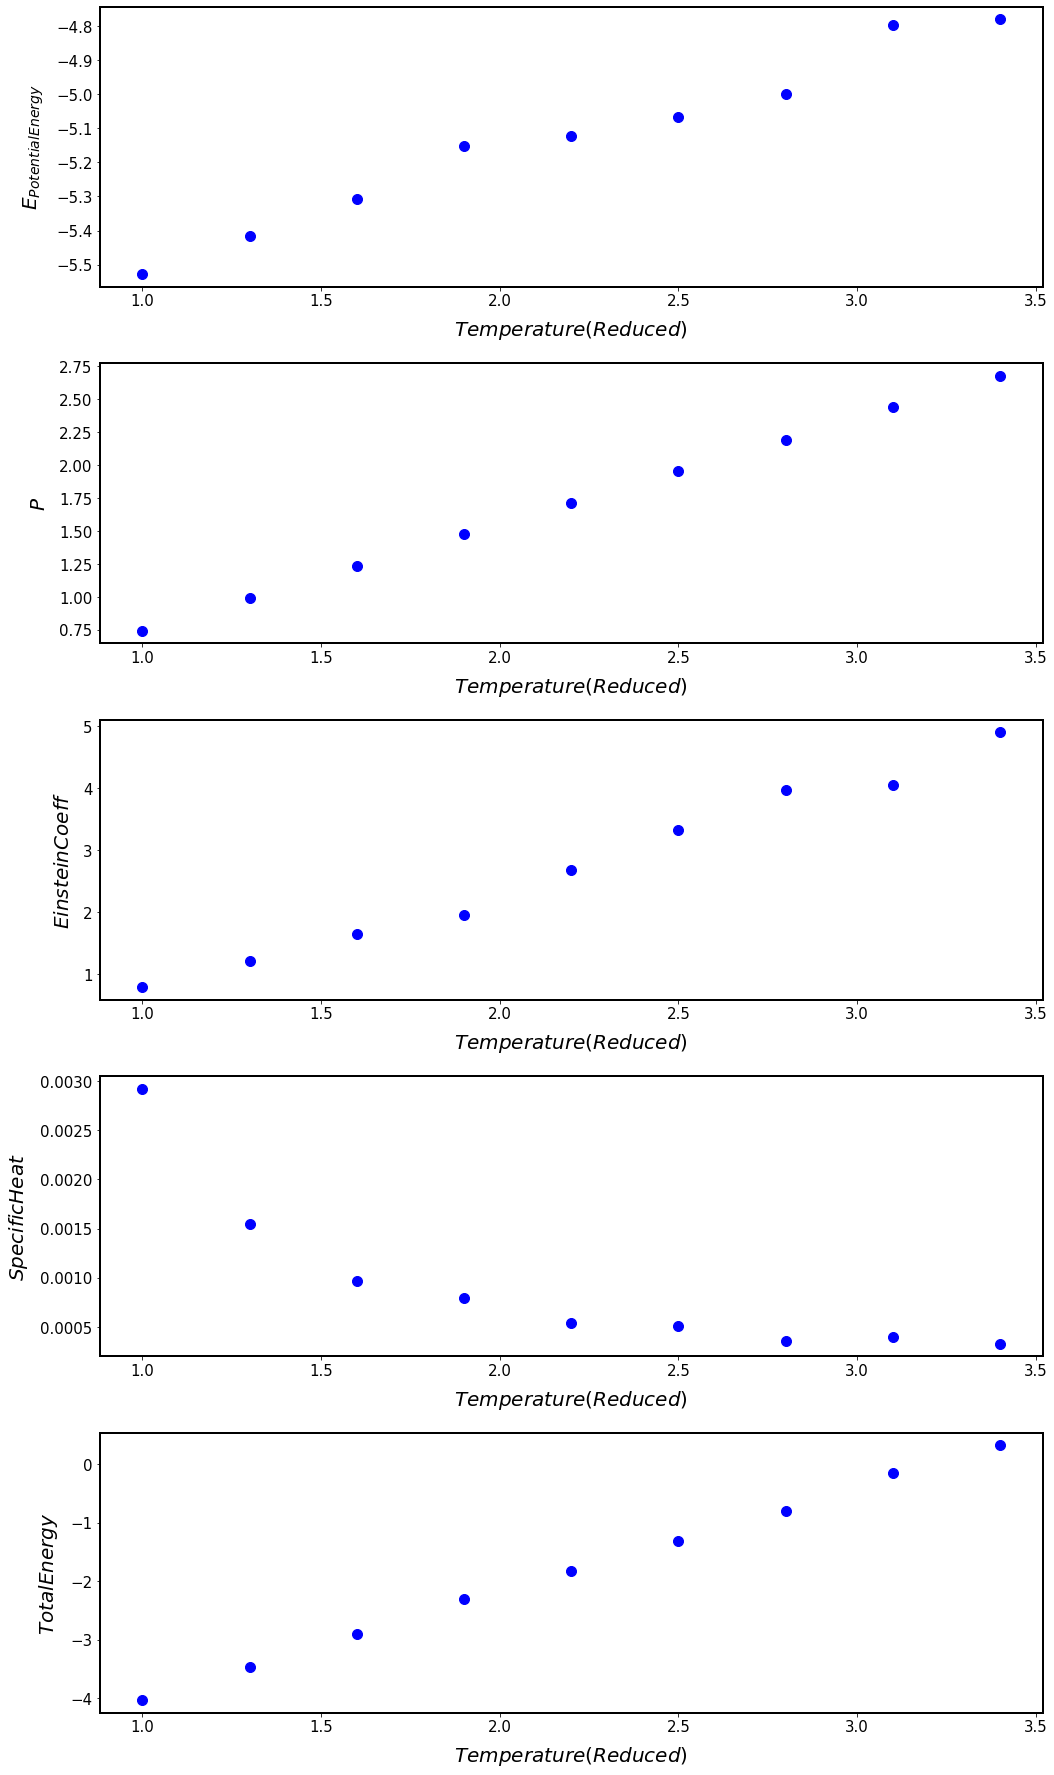 E_{PotentialEnergy}
−4.8
−4.9
−5.0
−5.1
−5.2
−5.3
−5.4
−5.5
1.0 1.5 2.0 2.5 3.0 3.5
Temperature(Reduced)
P
2.75
2.50
2.25
2.00
1.75
1.50
1.25
1.00
0.75
1.0 1.5 2.0 2.5 3.0 3.5
Temperature(Reduced)
EinsteinCoeff
5
4
3
2
1
1.0 1.5 2.0 2.5 3.0 3.5
Temperature(Reduced)
SpecificHeat
0.0030
0.0025
0.0020
0.0015
0.0010
0.0005
1.0 1.5 2.0 2.5 3.0 3.5
Temperature(Reduced)
TotalEnergy
0
−1
−2
−3
−4
1.0 1.5 2.0 2.5 3.0 3.5
Temperature(Reduced)